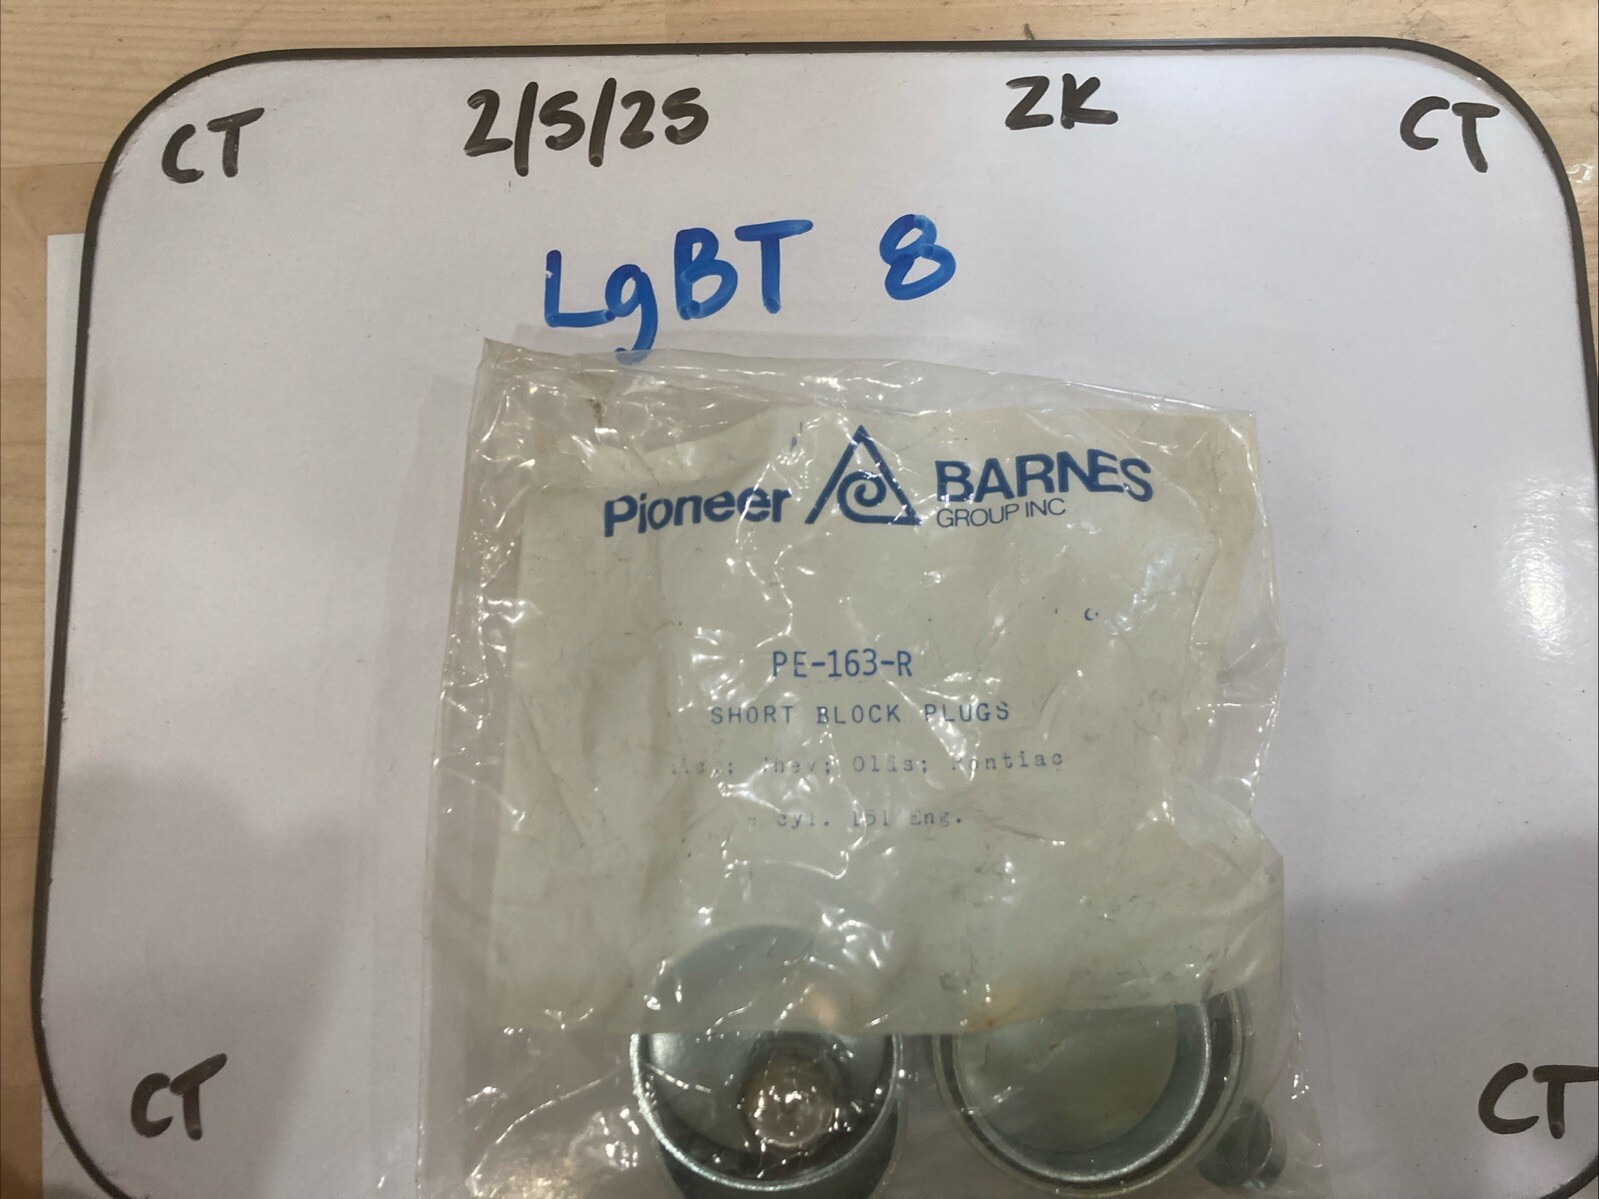 CT 2/5/25 ZK CT
LgBT 8
Pioneer BARNES
GROUP INC
PE-163-R
SHORT BLOCK PLUGS
Olds; Pontiac
cyl. 151 Eng.
CT CT